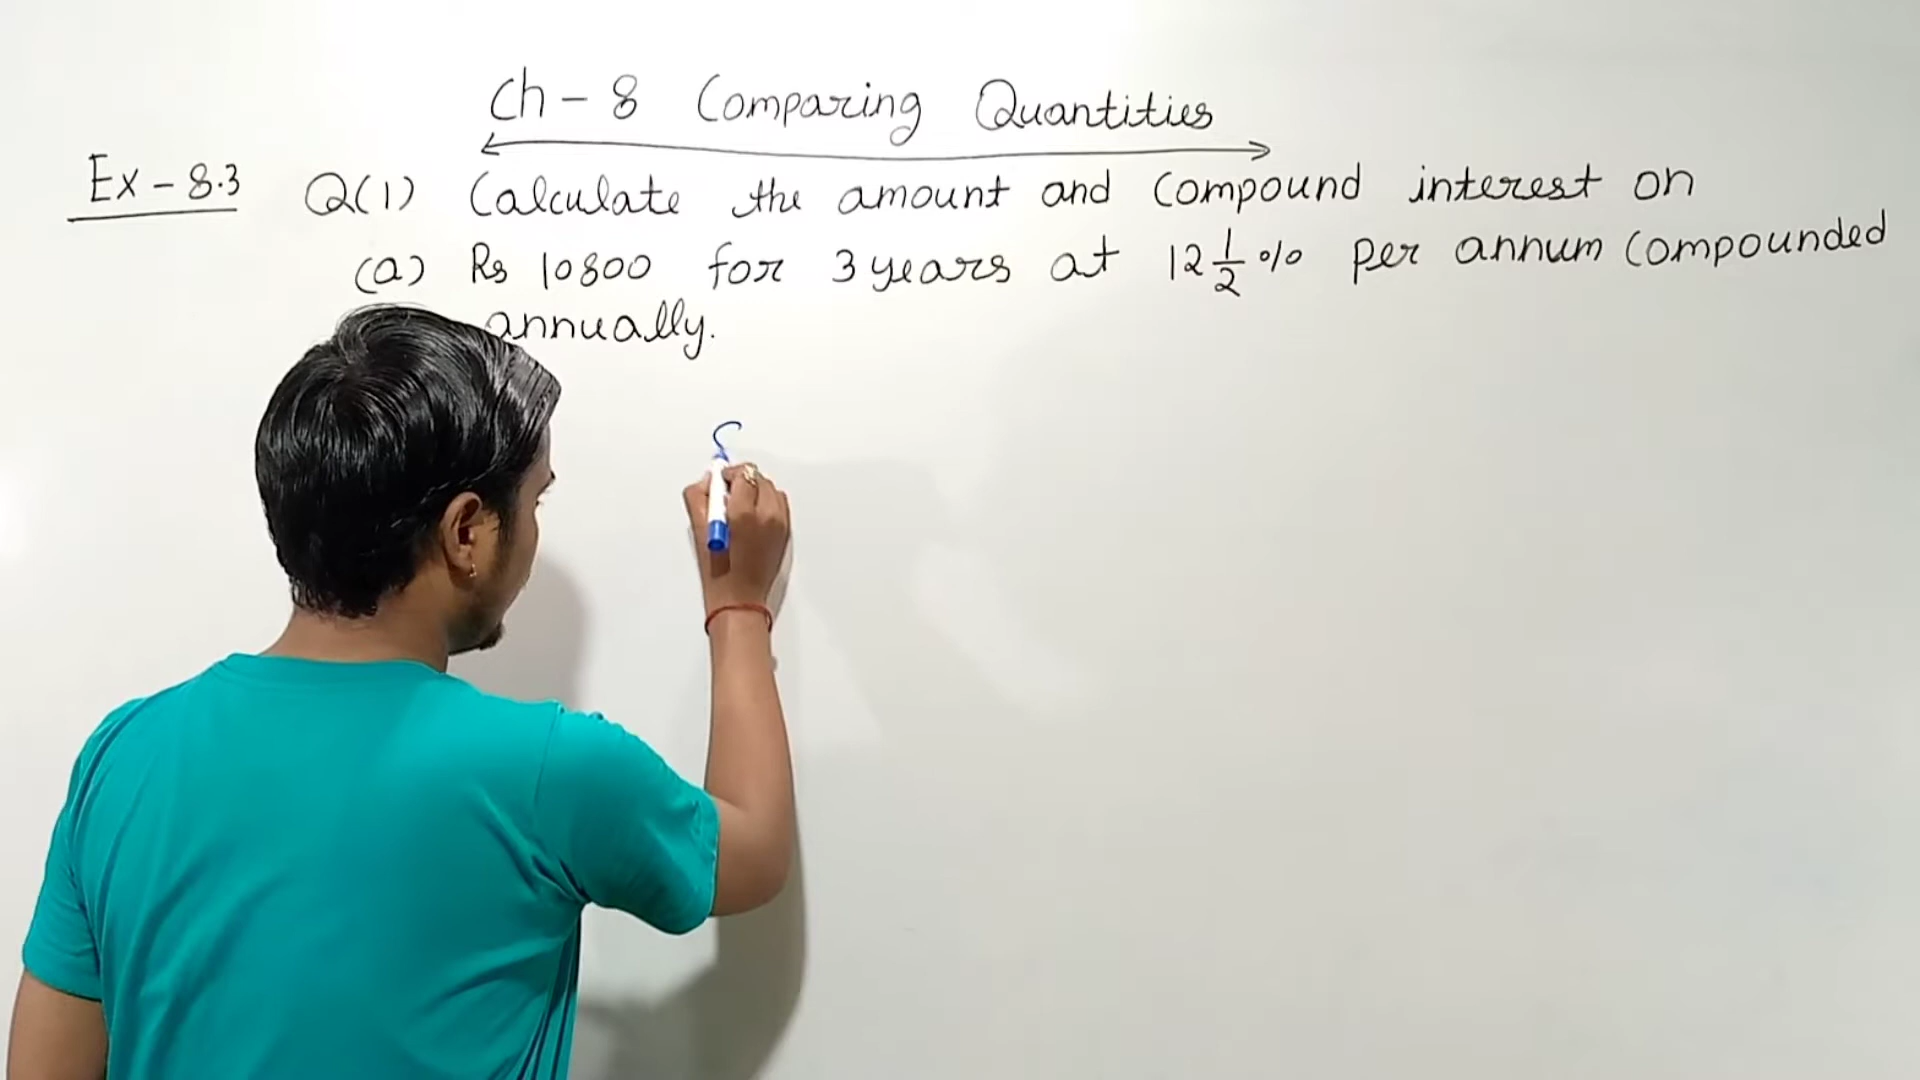 Ch - 8 Comparing Quantities
Ex - 8.3 Q(1) Calculate the amount and compound interest on
(a) Rs 10800 for 3 years at 12 1/2 % per annum compounded
annually.
S